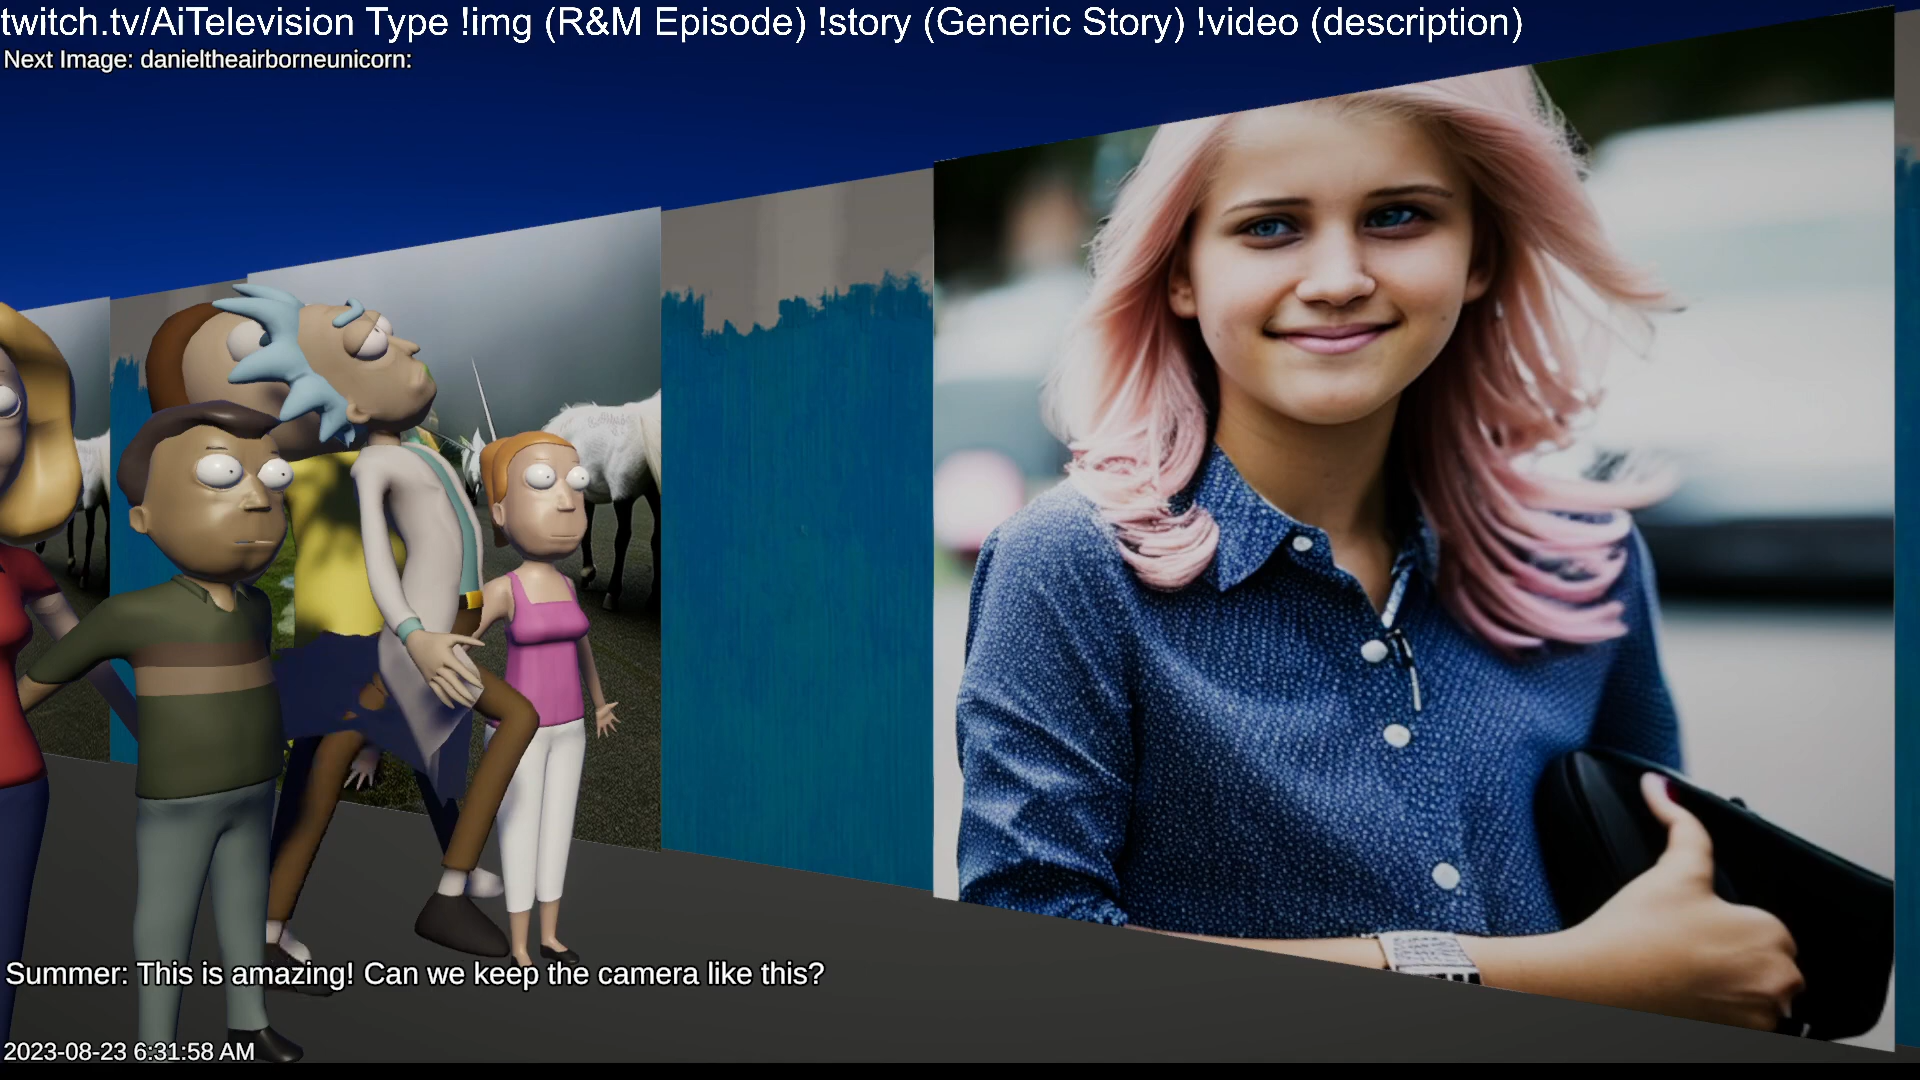 twitch.tv/AiTelevision Type !img (R&M Episode) !story (Generic Story) !video (description)
Next Image: danieltheairborneunicorn:
Summer: This is amazing! Can we keep the camera like this?
2023-08-23 6:31:58 AM